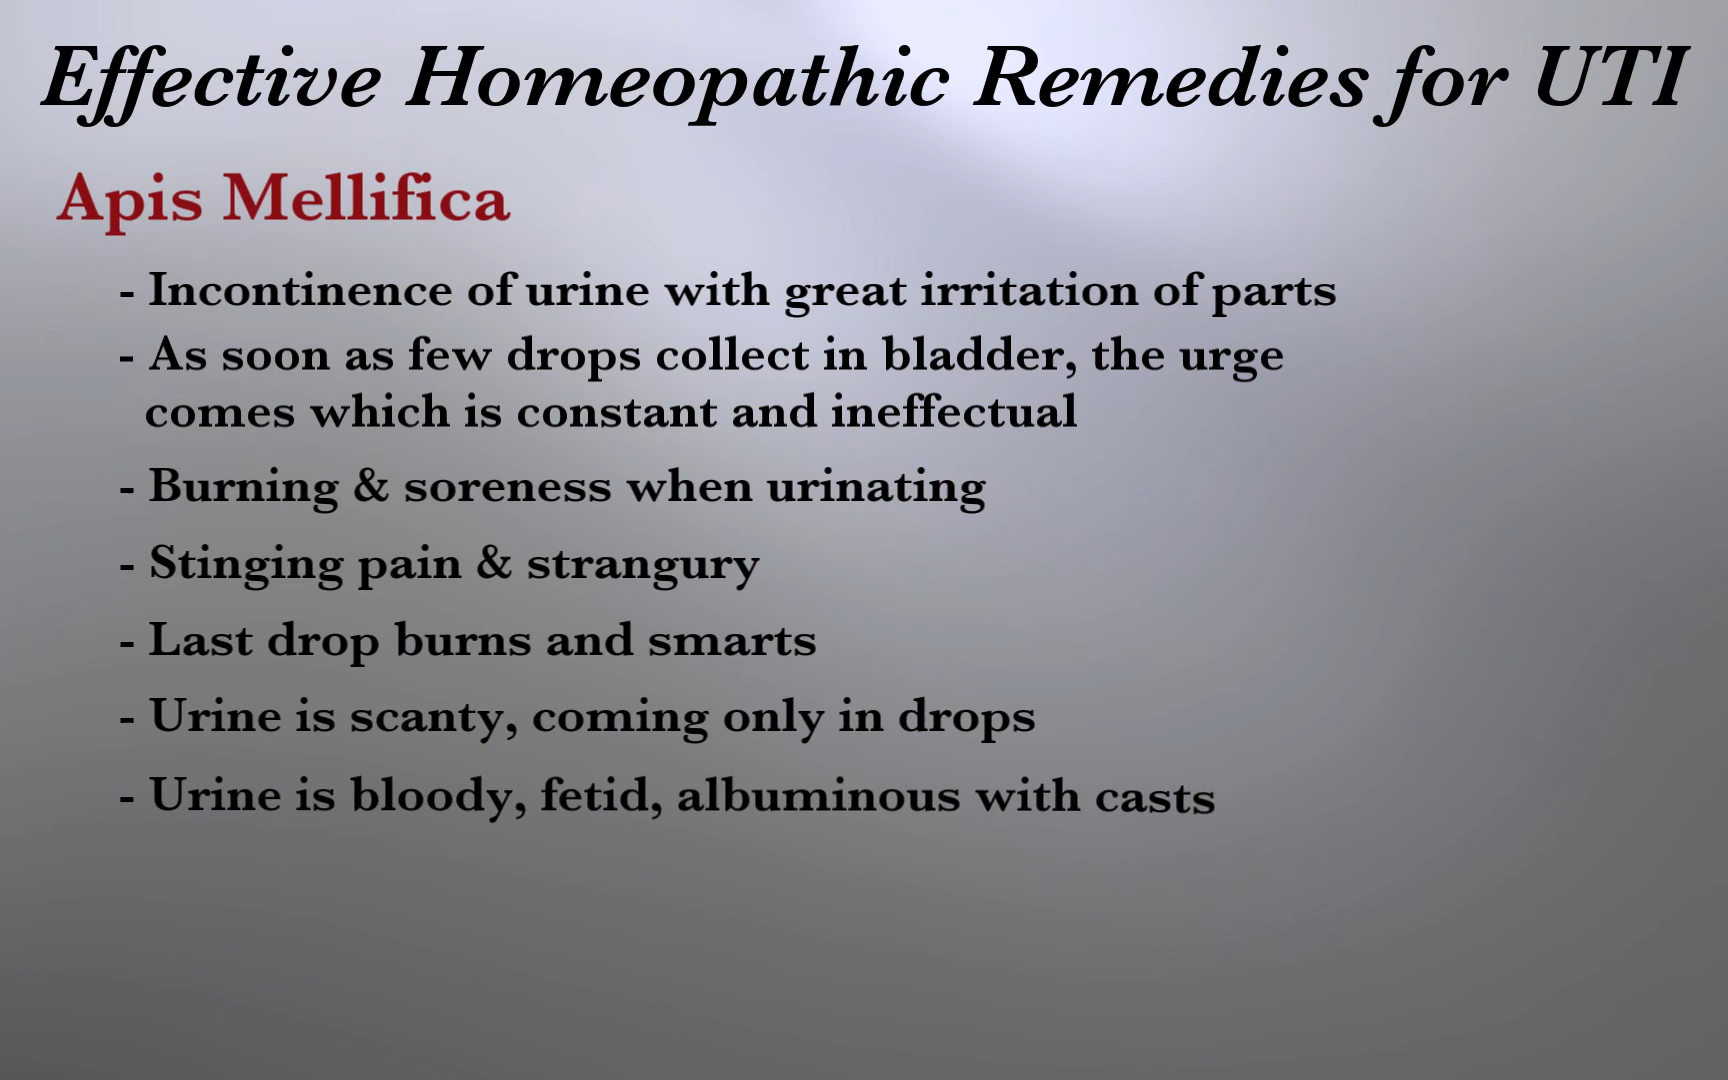 Effective Homeopathic Remedies for UTI
Apis Mellifica
- Incontinence of urine with great irritation of parts
- As soon as few drops collect in bladder, the urge
comes which is constant and ineffectual
- Burning & soreness when urinating
- Stinging pain & strangury
- Last drop burns and smarts
- Urine is scanty, coming only in drops
- Urine is bloody, fetid, albuminous with casts